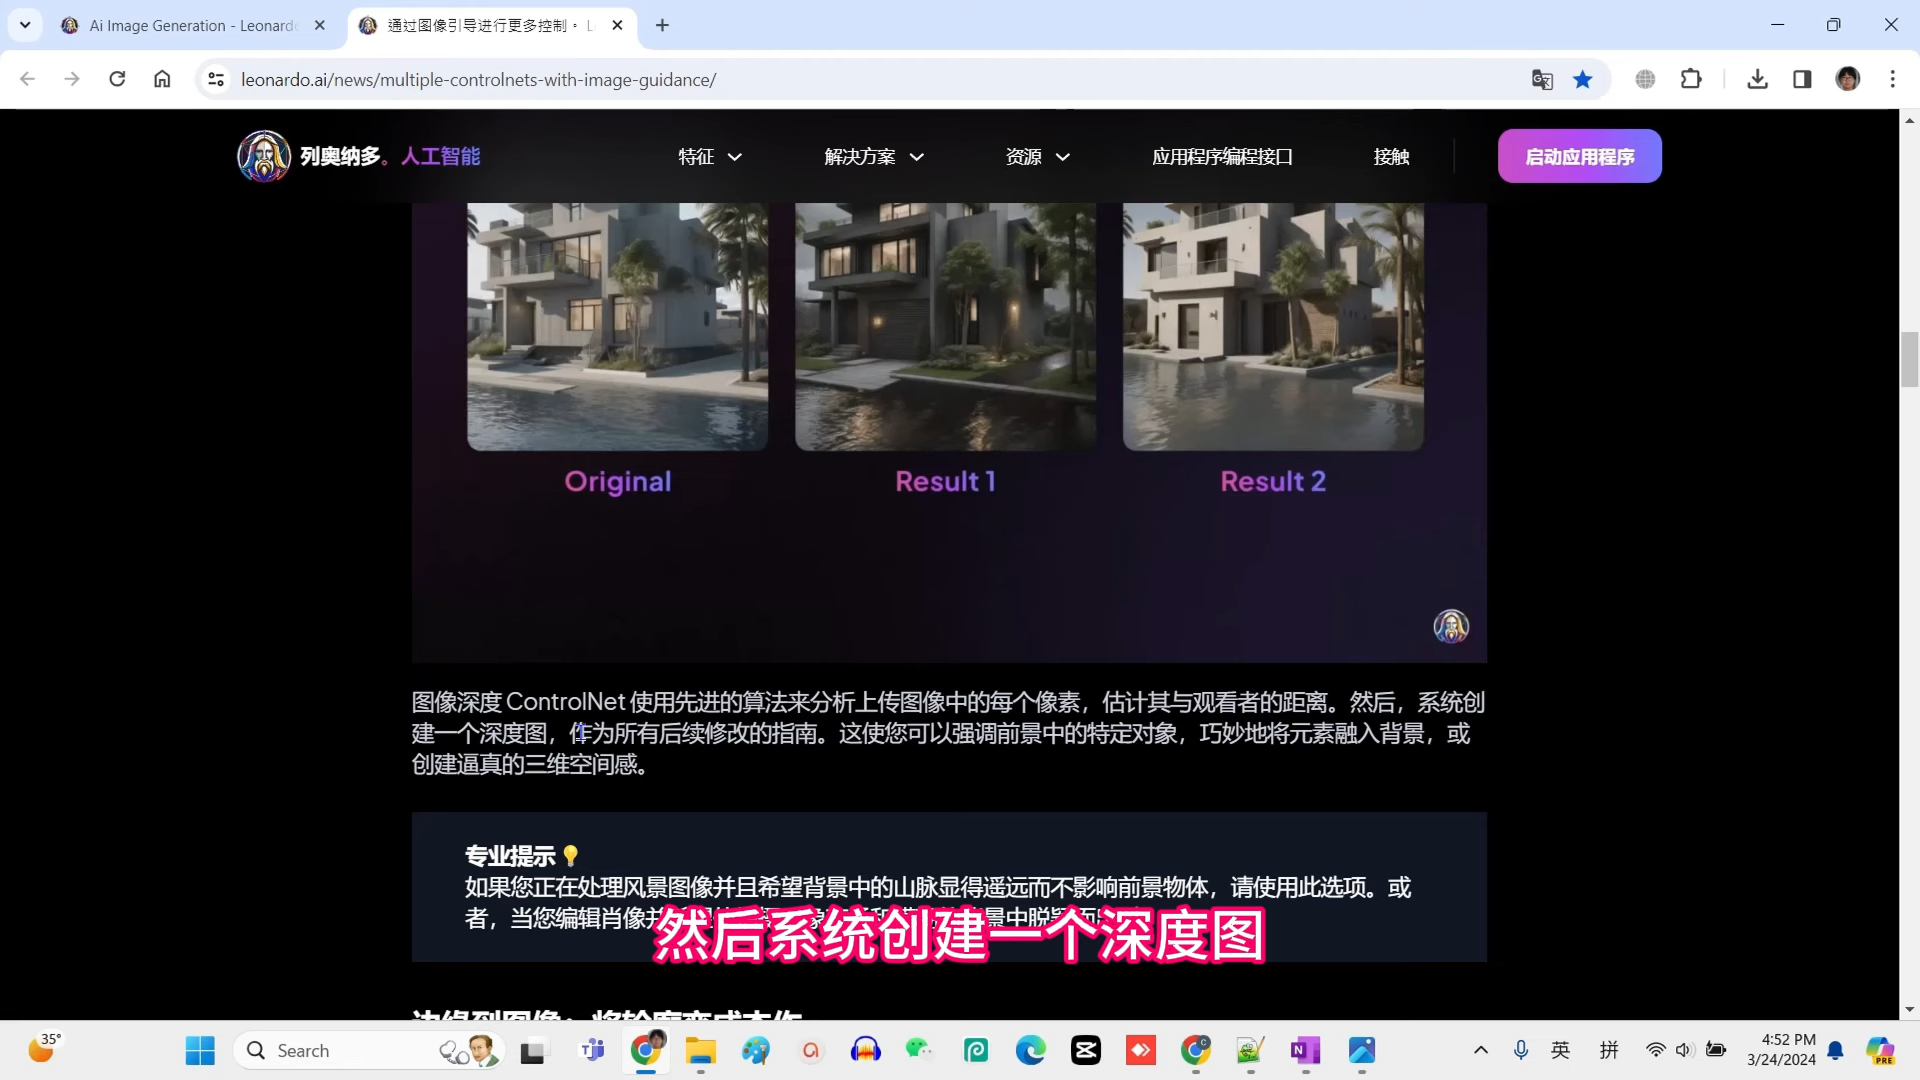 Ai Image Generation - Leonardo
通过图像引导进行更多控制。 L
leonardo.ai/news/multiple-controlnets-with-image-guidance/
列奥纳多。人工智能
特征
解决方案
资源
应用程序编程接口
接触
启动应用程序
Original
Result 1
Result 2
图像深度 ControlNet 使用先进的算法来分析上传图像中的每个像素，估计其与观看者的距离。然后，系统创
建一个深度图，作为所有后续修改的指南。这使您可以强调前景中的特定对象，巧妙地将元素融入背景，或
创建逼真的三维空间感。
专业提示💡
如果您正在处理风景图像并且希望背景中的山脉显得遥远而不影响前景物体，请使用此选项。或
者，当您编辑肖像并
景中脱颖而出
然后系统创建一个深度图
35°
Search
英
拼
4:52 PM
3/24/2024
PRE